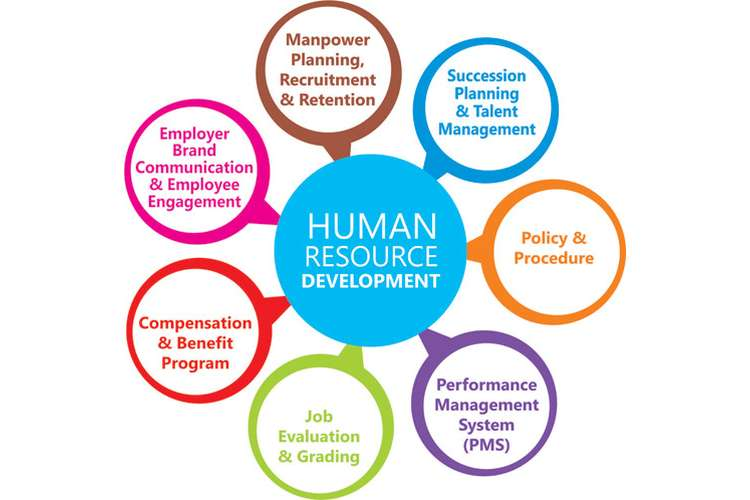 Manpower
Planning,
Recruitment
& Retention
Succession
Planning
& Talent
Management
Employer
Brand
Communication
& Employee
Engagement
HUMAN
RESOURCE
DEVELOPMENT
Policy &
Procedure
Compensation
& Benefit
Program
Performance
Management
System
(PMS)
Job
Evaluation
& Grading